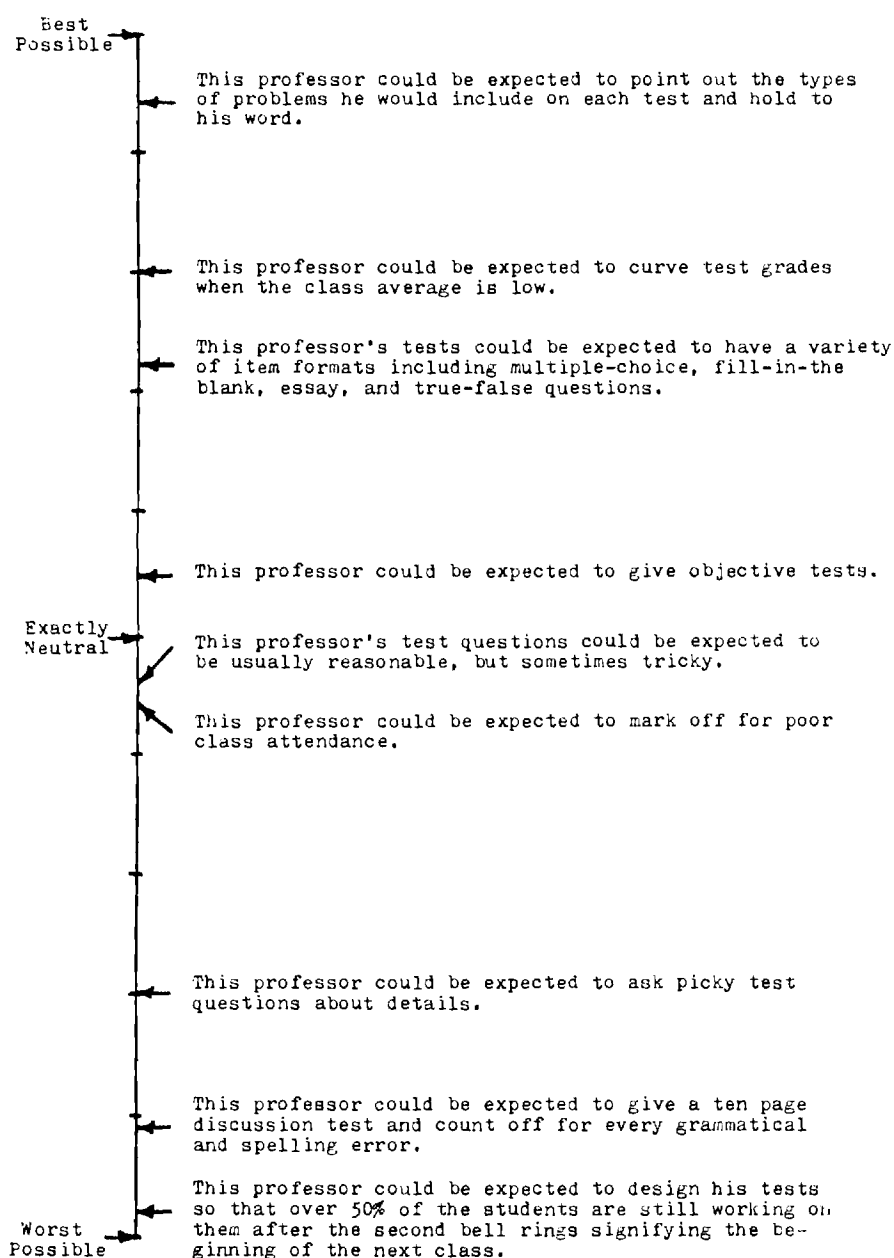 Best
Possible
This professor could be expected to point out the types
of problems he would include on each test and hold to
his word.
This professor could be expected to curve test grades
when the class average is low.
This professor's tests could be expected to have a variety
of item formats including multiple-choice, fill-in-the
blank, essay, and true-false questions.
This professor could be expected to give objective tests.
Exactly
Neutral
This professor's test questions could be expected to
be usually reasonable, but sometimes tricky.
This professor could be expected to mark off for poor
class attendance.
This professor could be expected to ask picky test
questions about details.
This professor could be expected to give a ten page
discussion test and count off for every grammatical
and spelling error.
This professor could be expected to design his tests
so that over 50% of the students are still working on
them after the second bell rings signifying the be-
ginning of the next class.
Worst
Possible